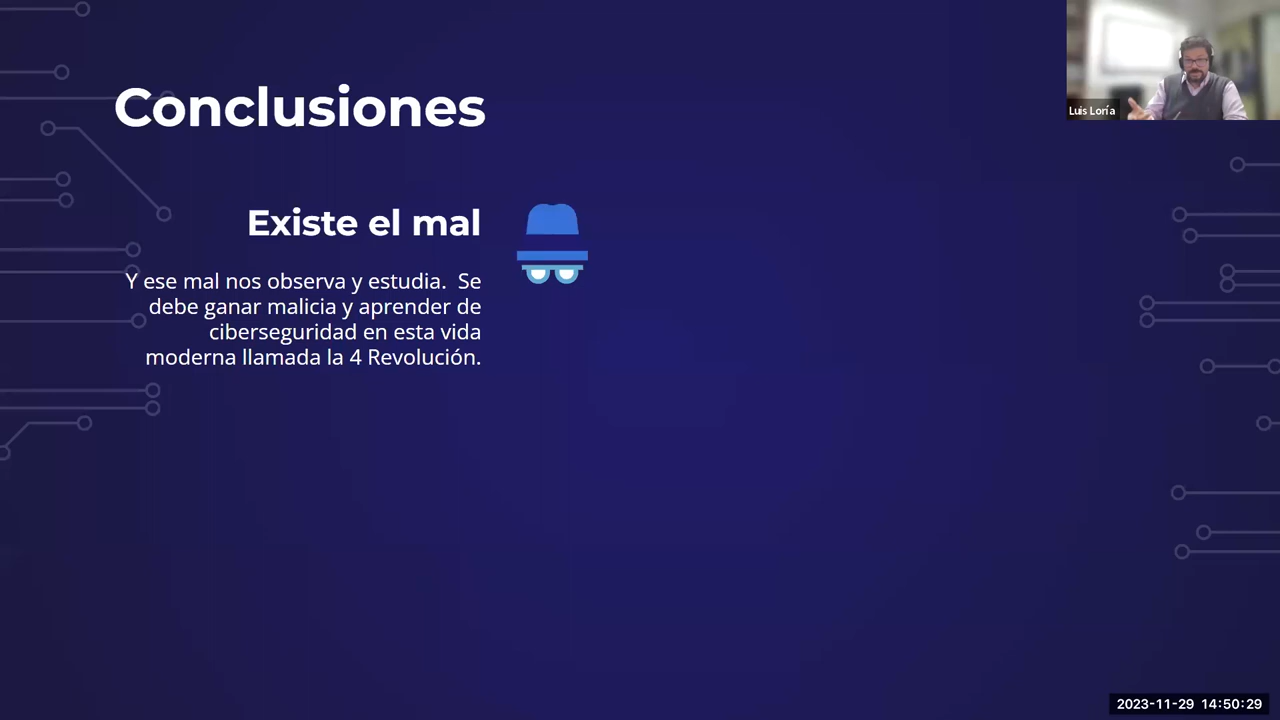 Conclusiones
Luis Loría
Existe el mal
Y ese mal nos observa y estudia.  Se
debe ganar malicia y aprender de
ciberseguridad en esta vida
moderna llamada la 4 Revolución.
2023-11-29 14:50:29